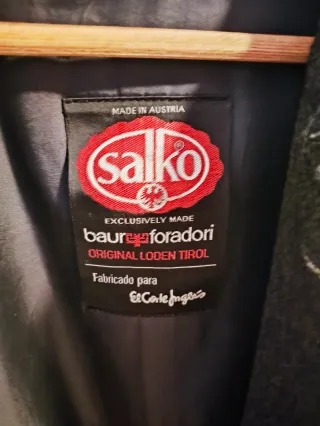 MADE IN AUSTRIA
salko
EXCLUSIVELY MADE
baur foradori
ORIGINAL LODEN TIROL
Fabricado para
El Corte Inglés